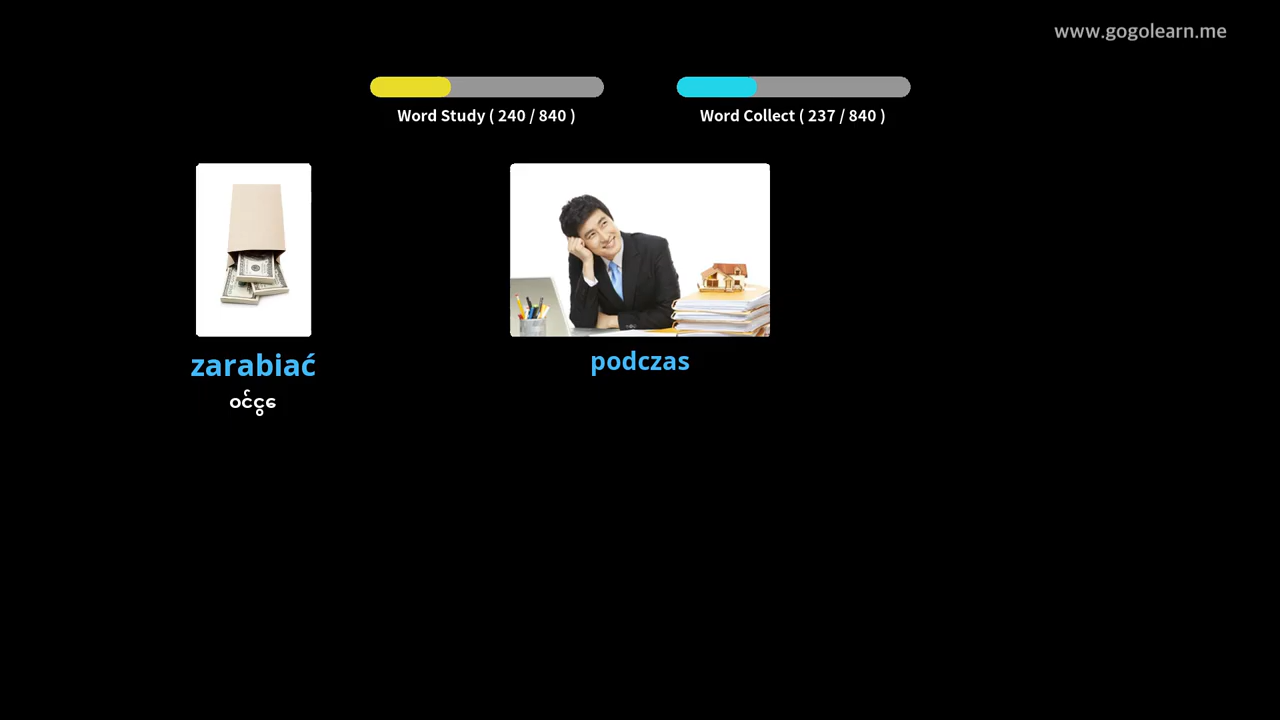 www.gogolearn.me
Word Study ( 240 / 840 )
Word Collect ( 237 / 840 )
zarabiać
podczas
ဝင်ငွေ